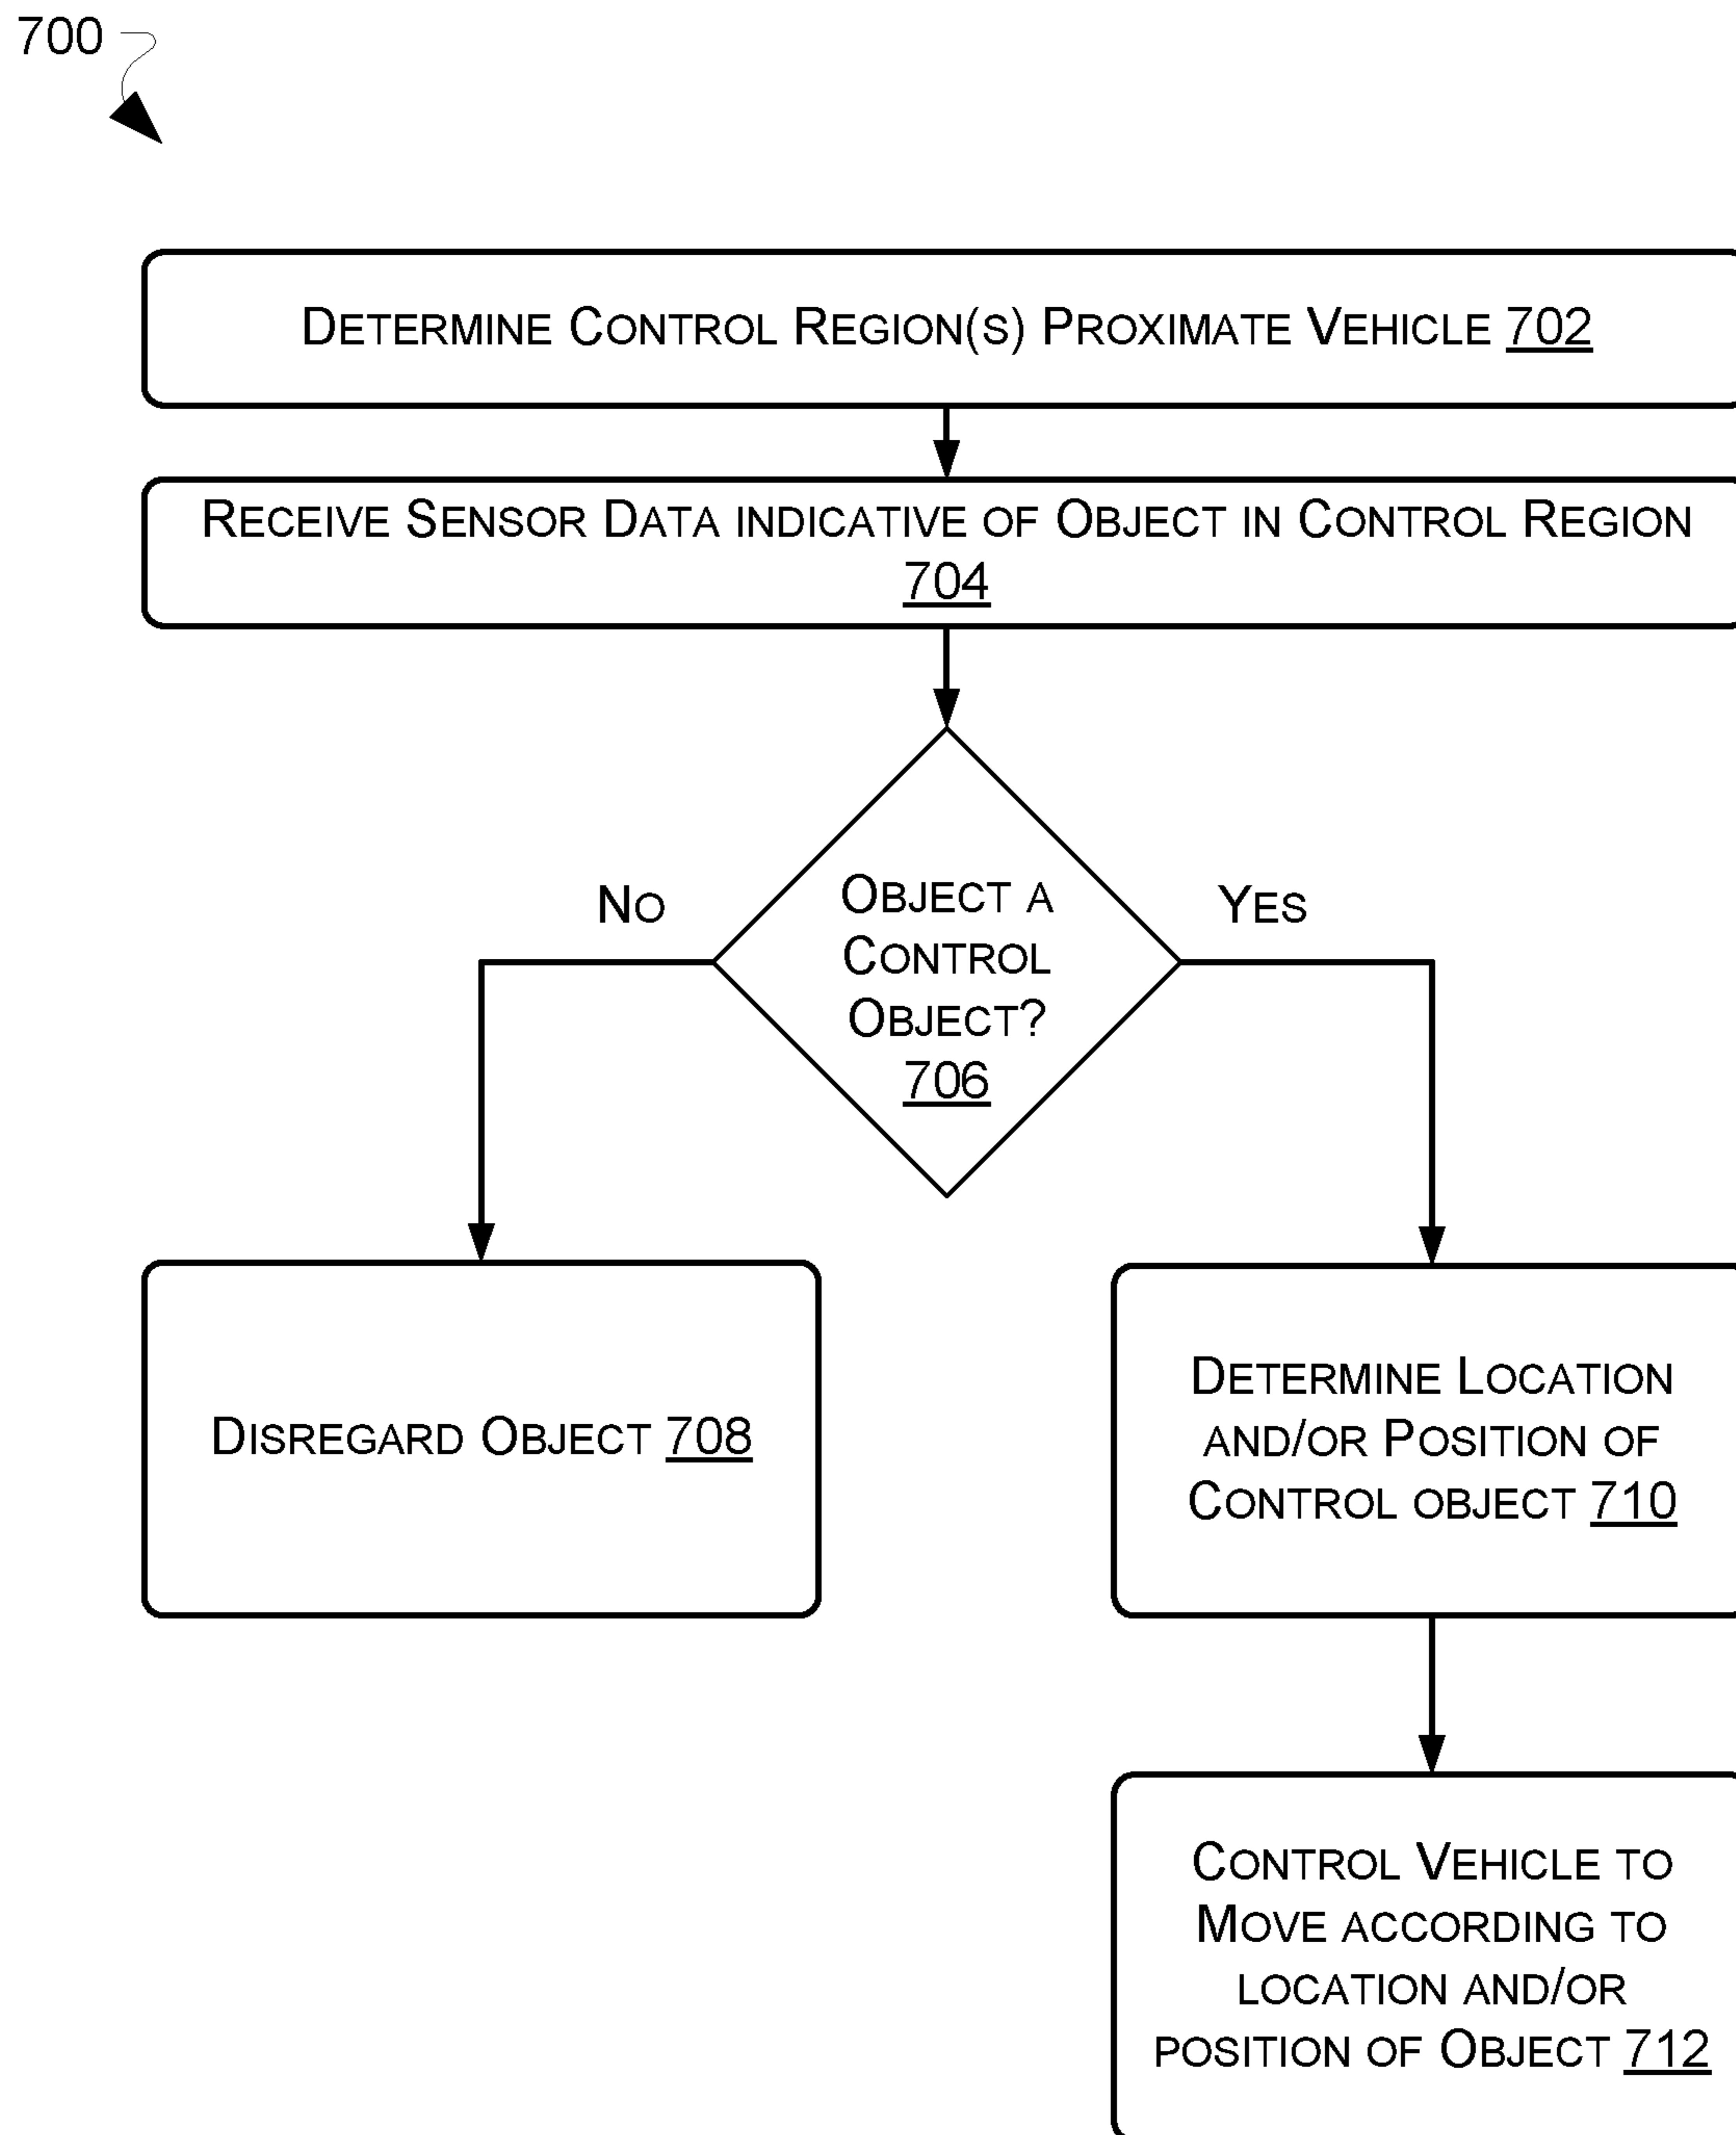 700
Determine Control Region(s) Proximate Vehicle 702
Receive Sensor Data indicative of Object in Control Region
704
No
Yes
Object a
Control
Object?
706
Disregard Object 708
Determine Location
and/or Position of
Control object 710
Control Vehicle to
Move according to
location and/or
position of Object 712